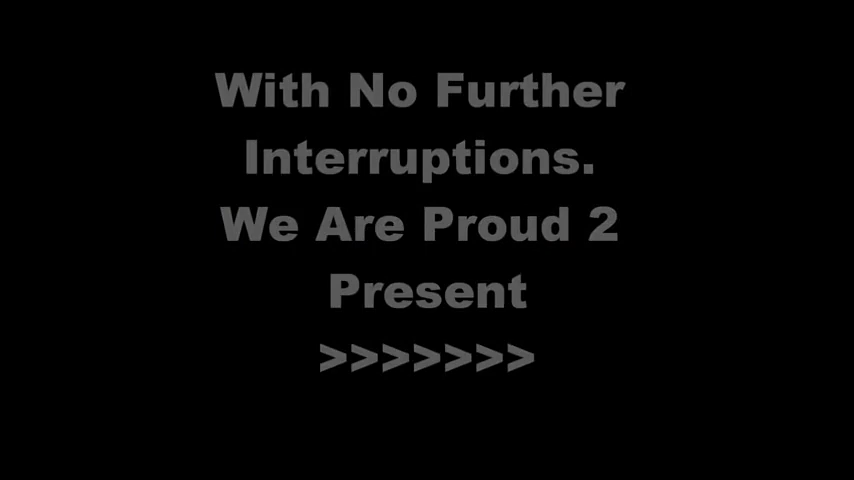 With No Further
Interruptions.
We Are Proud 2
Present
>>>>>>>